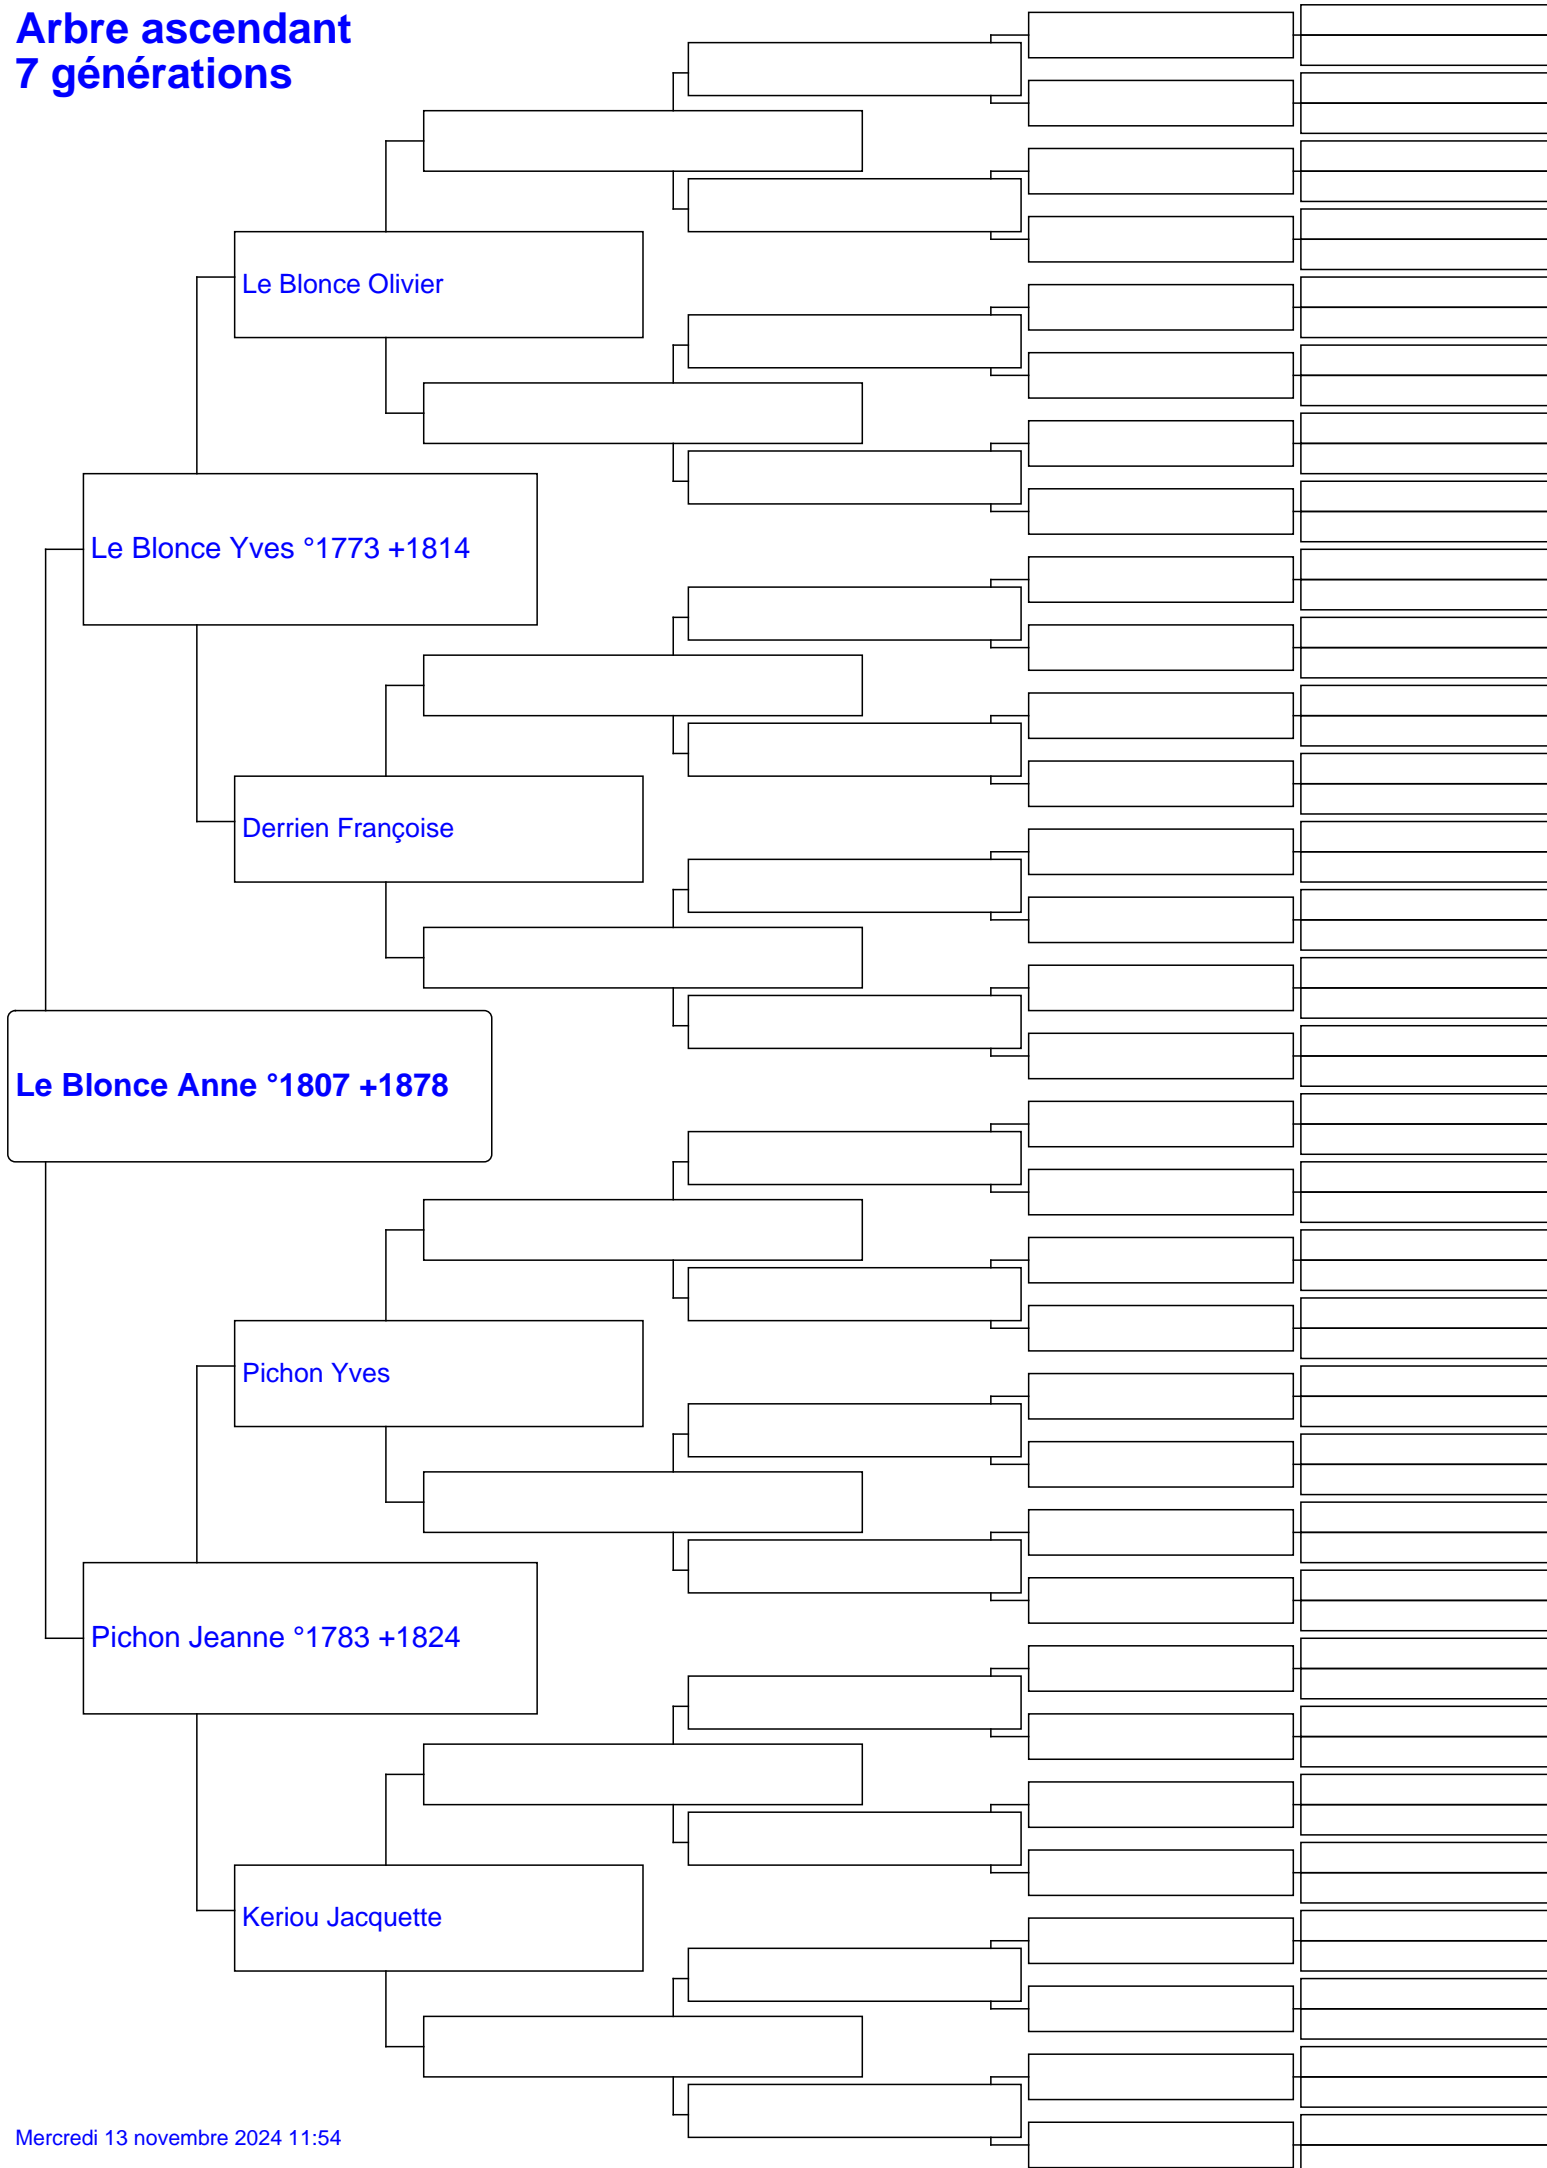 Arbre ascendant
7 générations
Le Blonce Olivier
Le Blonce Yves °1773 +1814
Derrien Françoise
Le Blonce Anne °1807 +1878
Pichon Yves
Pichon Jeanne °1783 +1824
Keriou Jacquette
Mercredi 13 novembre 2024 11:54